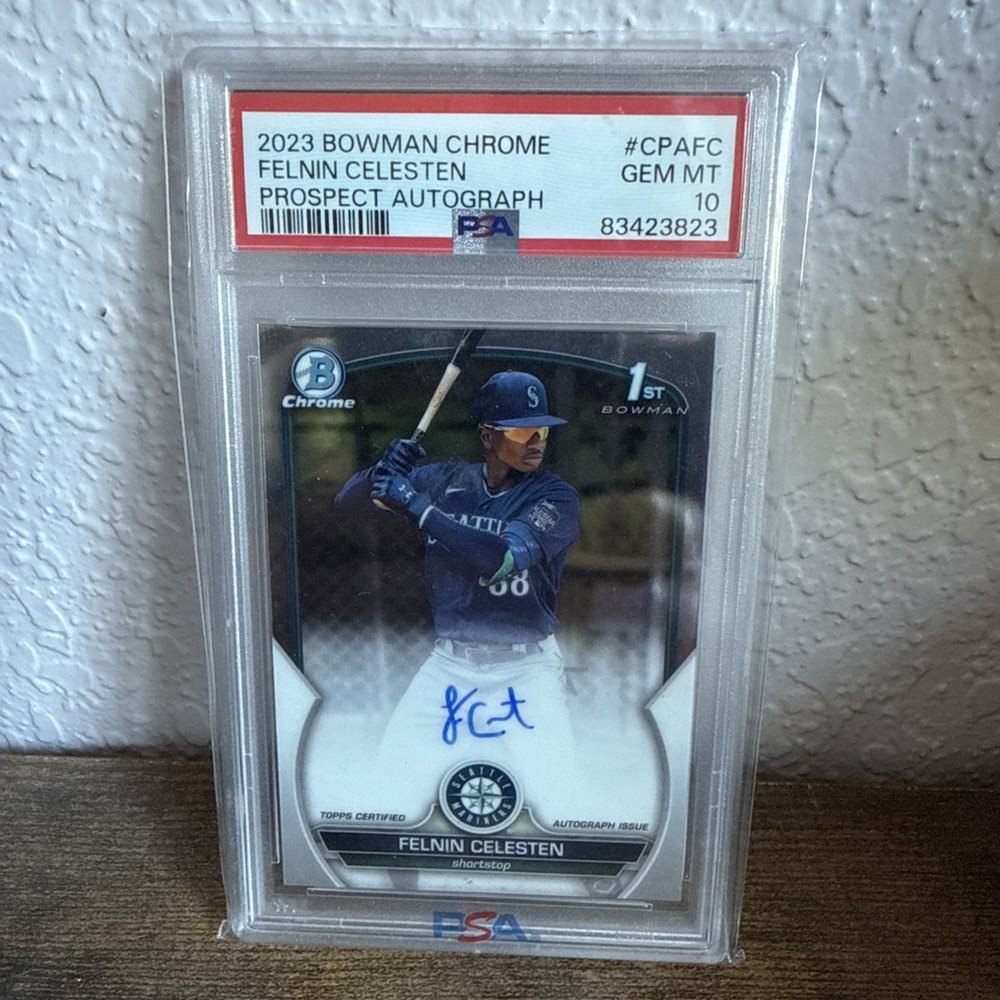 2023 BOWMAN CHROME #CPAFC
FELNIN CELESTEN GEM MT
PROSPECT AUTOGRAPH 10
PSA 83423823
B
Chrome
1ST
BOWMAN
S
SEATTLE
68
SEATTLE
MARINERS
TOPPS CERTIFIED AUTOGRAPH ISSUE
FELNIN CELESTEN
shortstop
PSA